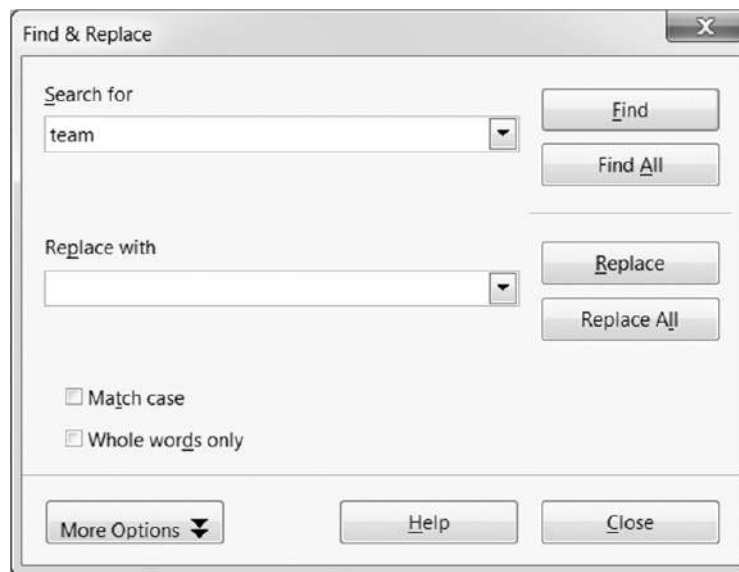 Find & Replace
Search for
team
Find
Find All
Replace with
Replace
Replace All
Match case
Whole words only
More Options
Help
Close